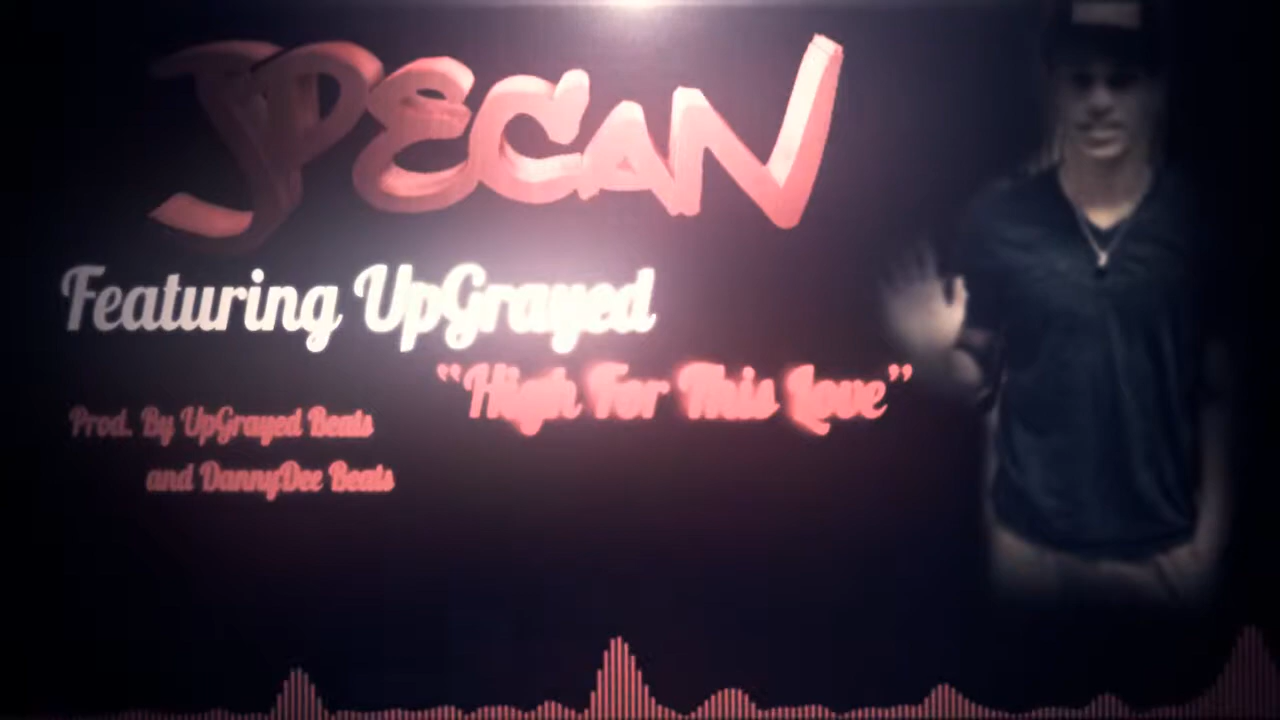 JPECAN
Featuring UpGrayed
“High For This Love”
Prod. By UpGrayed Beats
and DannyDee Beats